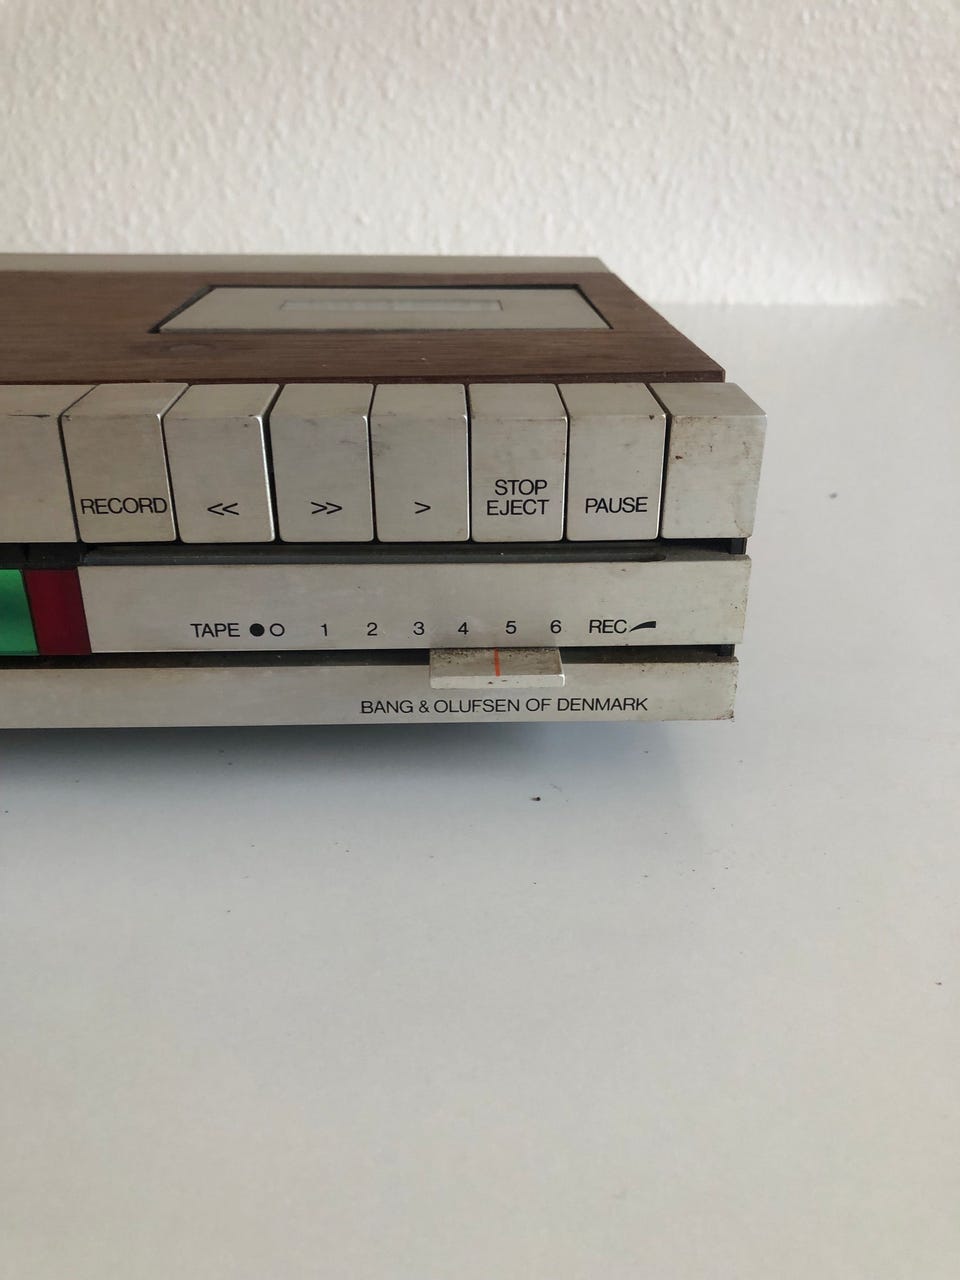 RECORD << >> > STOP EJECT PAUSE
TAPE ●○ 1 2 3 4 5 6 REC
BANG & OLUFSEN OF DENMARK